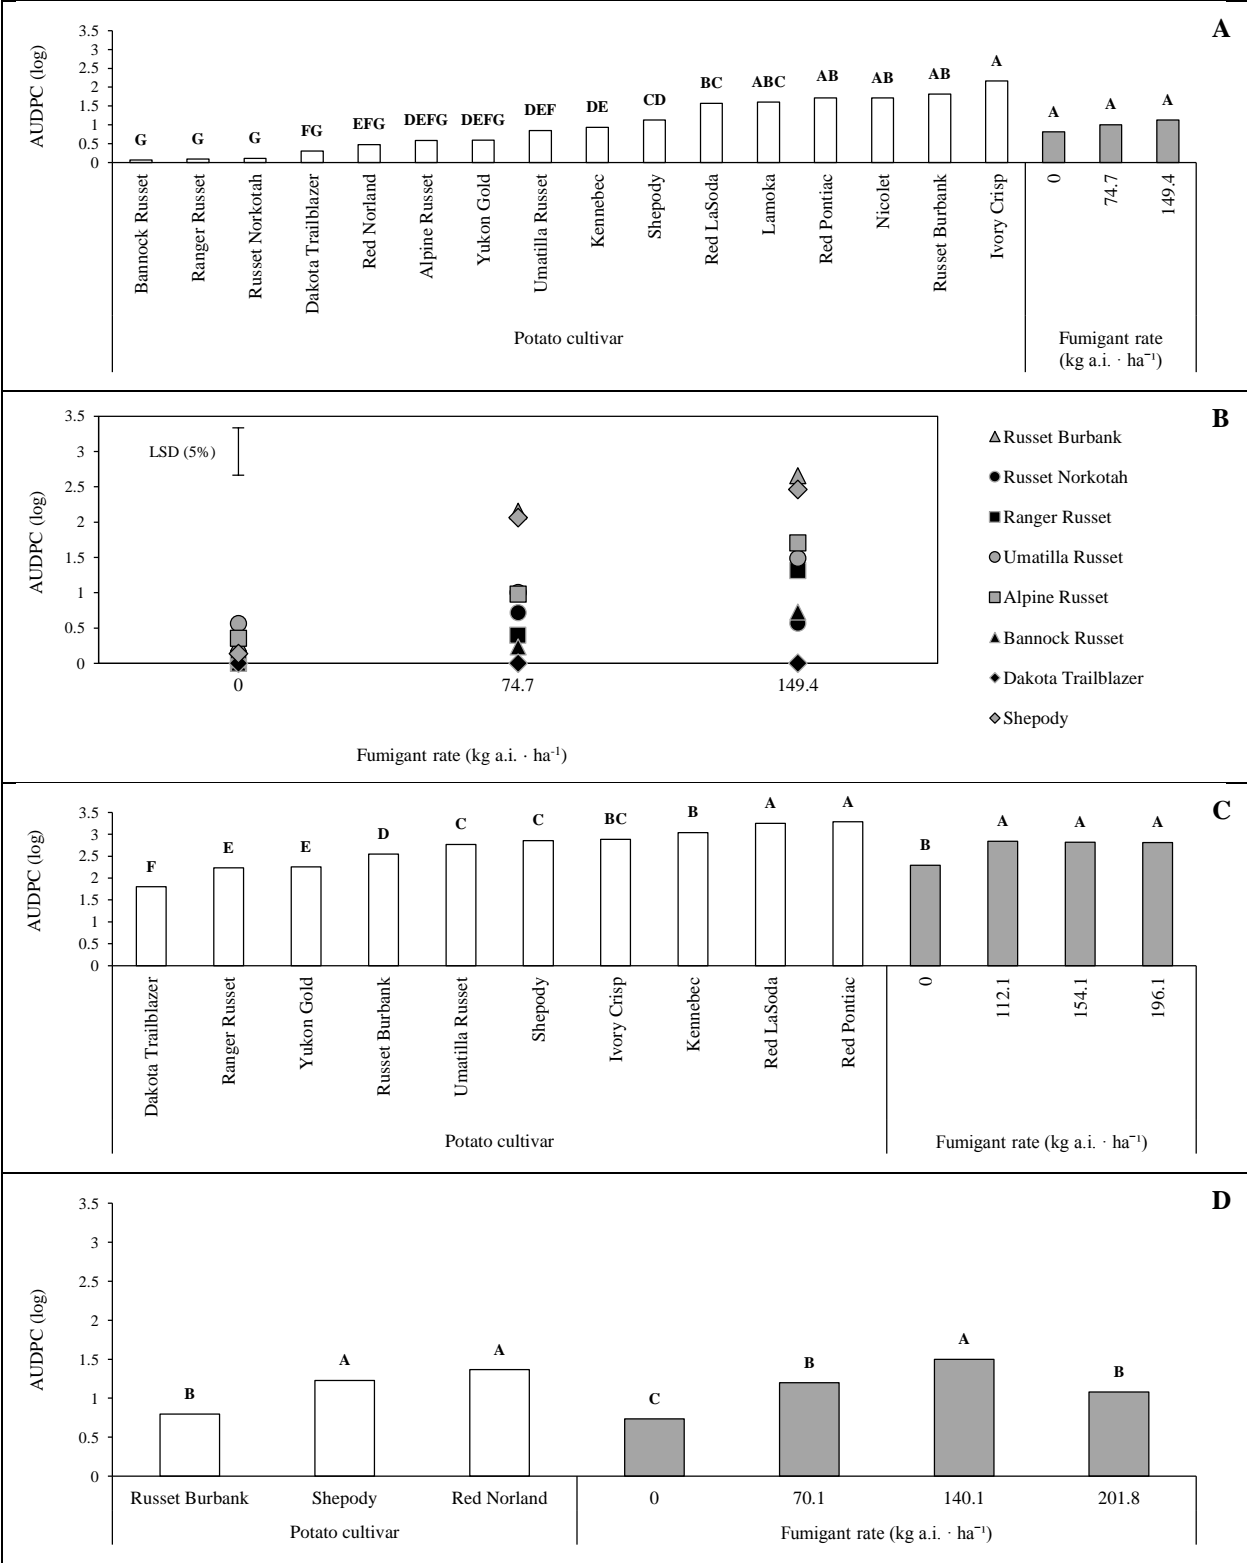 A
AUDPC (log)
3.5
3
2.5
2
1.5
1
0.5
0
G
G
G
FG
EFG
DEFG
DEFG
DEF
DE
CD
BC
ABC
AB
AB
AB
A
A
A
A
Bannock Russet
Ranger Russet
Russet Norkotah
Dakota Trailblazer
Red Norland
Alpine Russet
Yukon Gold
Umatilla Russet
Kennebec
Shepody
Red LaSoda
Lamoka
Red Pontiac
Nicolet
Russet Burbank
Ivory Crisp
0
74.7
149.4
Potato cultivar
Fumigant rate
(kg a.i. · ha⁻¹)
B
AUDPC (log)
3.5
3
2.5
2
1.5
1
0.5
0
LSD (5%)
0
74.7
149.4
Fumigant rate (kg a.i. · ha⁻¹)
Russet Burbank
Russet Norkotah
Ranger Russet
Umatilla Russet
Alpine Russet
Bannock Russet
Dakota Trailblazer
Shepody
C
AUDPC (log)
3.5
3
2.5
2
1.5
1
0.5
0
F
E
E
D
C
C
BC
B
A
A
B
A
A
A
Dakota Trailblazer
Ranger Russet
Yukon Gold
Russet Burbank
Umatilla Russet
Shepody
Ivory Crisp
Kennebec
Red LaSoda
Red Pontiac
0
112.1
154.1
196.1
Potato cultivar
Fumigant rate (kg a.i. · ha⁻¹)
D
AUDPC (log)
3.5
3
2.5
2
1.5
1
0.5
0
B
A
A
C
B
A
B
Russet Burbank
Shepody
Red Norland
0
70.1
140.1
201.8
Potato cultivar
Fumigant rate (kg a.i. · ha⁻¹)